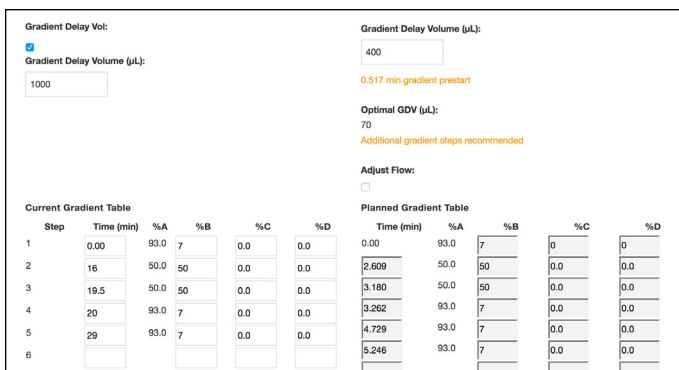 Gradient Delay Vol:
Gradient Delay Volume (µL):
1000
Gradient Delay Volume (µL):
400
0.517 min gradient prestart
Optimal GDV (µL):
70
Additional gradient steps recommended
Adjust Flow:
Current Gradient Table
Step Time (min) %A %B %C %D
1 0.00 93.0 7 0.0 0.0
2 16 50.0 50 0.0 0.0
3 19.5 50.0 50 0.0 0.0
4 20 93.0 7 0.0 0.0
5 29 93.0 7 0.0 0.0
6
Planned Gradient Table
Time (min) %A %B %C %D
0.00 93.0 7 0 0
2.609 50.0 50 0.0 0.0
3.180 50.0 50 0.0 0.0
3.262 93.0 7 0.0 0.0
4.729 93.0 7 0.0 0.0
5.246 93.0 7 0.0 0.0